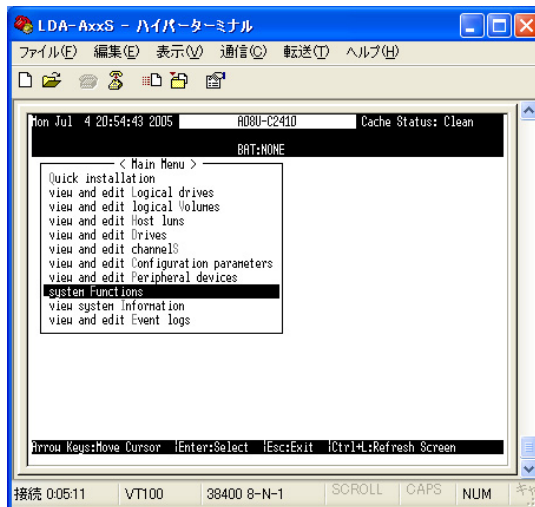 LDA-AxxS - ハイパーターミナル
ファイル(F) 編集(E) 表示(V) 通信(C) 転送(T) ヘルプ(H)
Mon Jul 4 20:54:43 2005 A08U-C2410 Cache Status: Clean
BAT:NONE
< Main Menu >
Quick installation
view and edit Logical drives
view and edit logical Volumes
view and edit Host luns
view and edit Drives
view and edit channelS
view and edit Configuration parameters
view and edit Peripheral devices
system Functions
view system Information
view and edit Event logs
Arrow Keys:Move Cursor |Enter:Select |Esc:Exit |Ctrl+L:Refresh Screen
接続 0:05:11 VT100 38400 8-N-1 SCROLL CAPS NUM